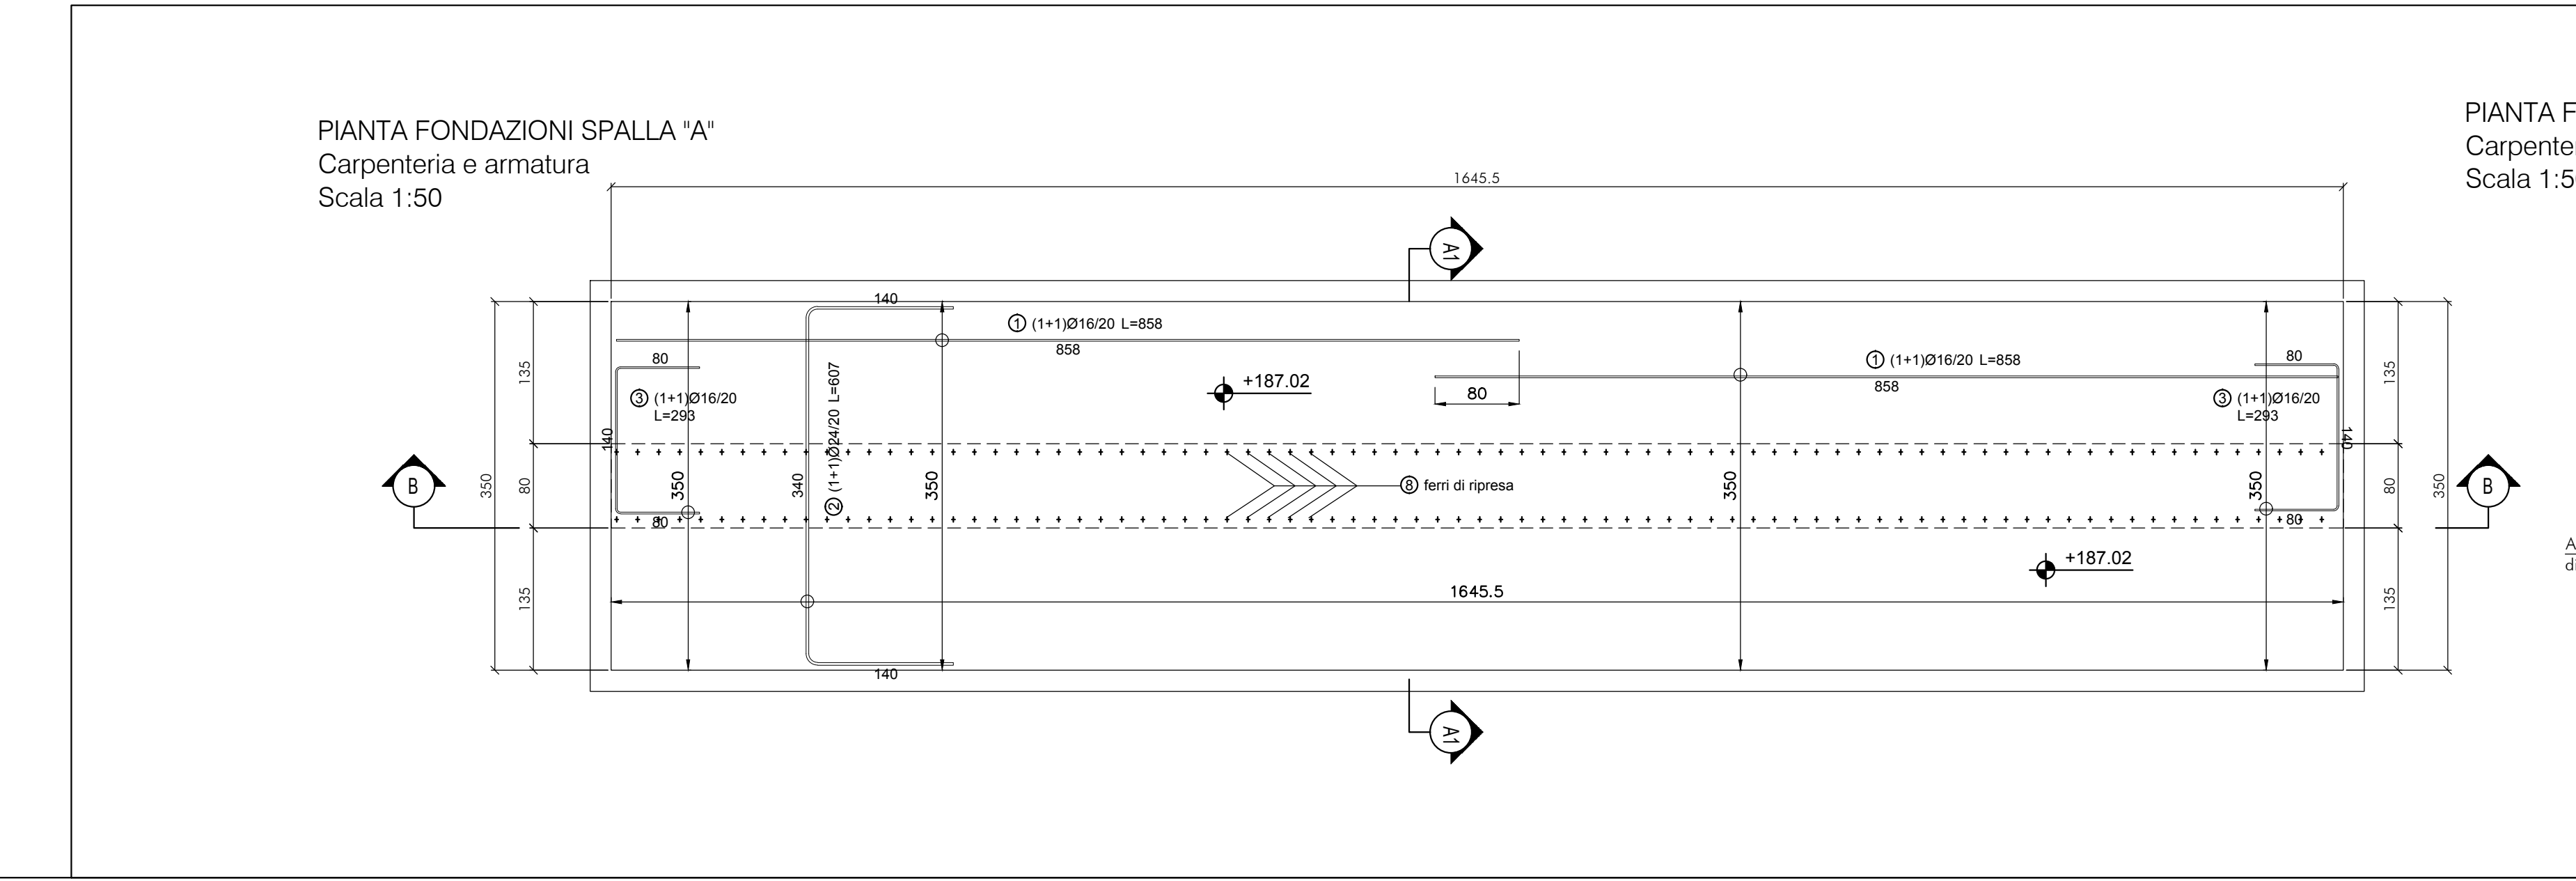 PIANTA FONDAZIONI SPALLA "A"
Carpenteria e armatura
Scala 1:50
PIANTA F
Carpente
Scala 1:5
1645.5
A1
140
1 (1+1)Ø16/20 L=858
858
80
3 (1+1)Ø16/20
L=293
140
80
2 (1+1)Ø24/20 L=607
340
140
350
350
350
350
+187.02
80
1 (1+1)Ø16/20 L=858
858
80
3 (1+1)Ø16/20
L=293
140
80
8 ferri di ripresa
+187.02
1645.5
135
80
135
350
135
80
135
350
B
B
A1
A
di